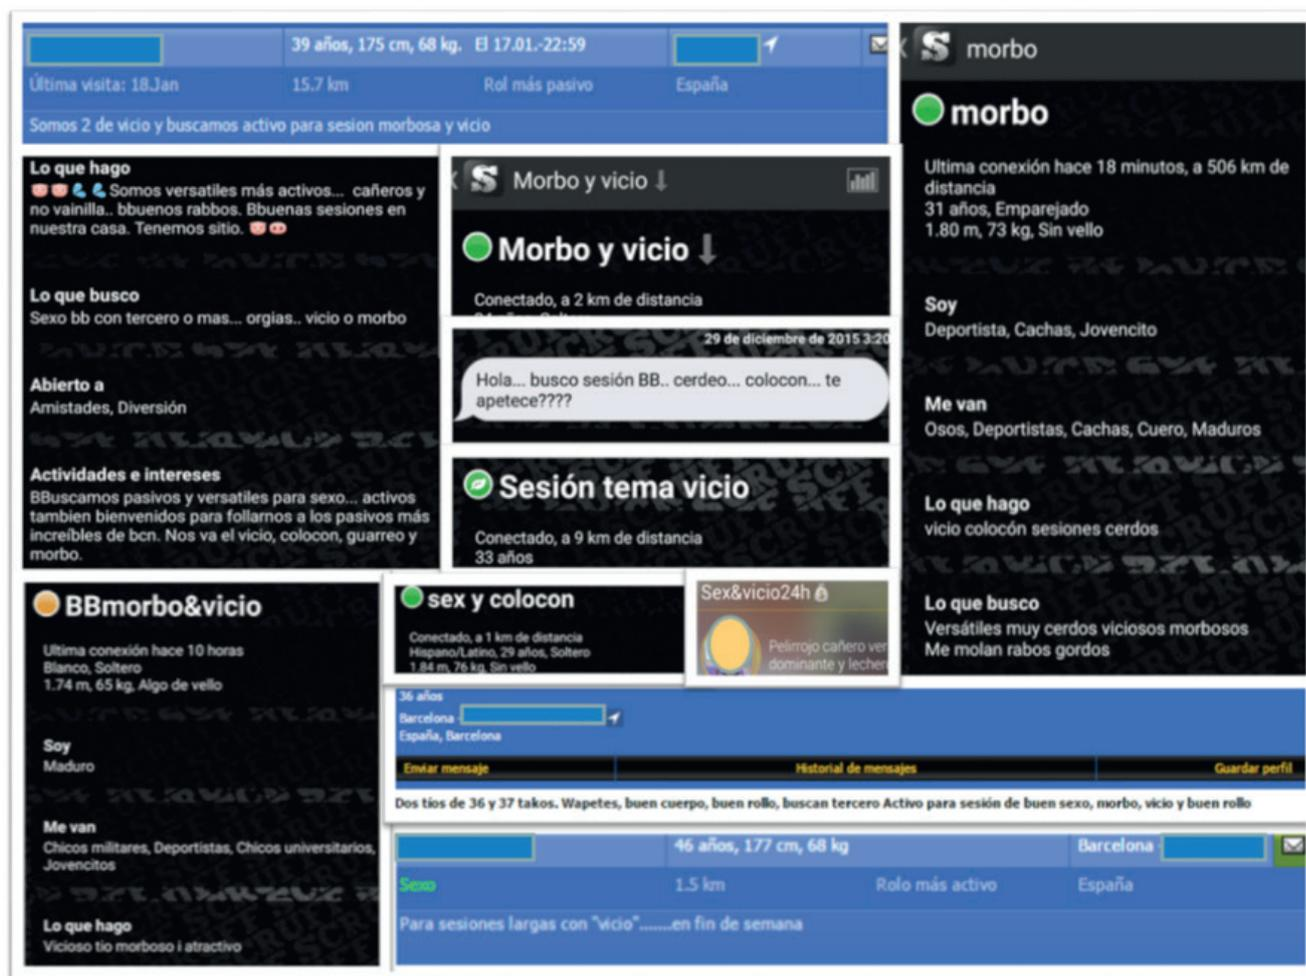 39 años, 175 cm, 68 kg. El 17.01.-22:59
Última visita: 18.Jan 15.7 km Rol más pasivo España
Somos 2 de vicio y buscamos activo para sesion morbosa y vicio
Lo que hago
Somos versatiles más activos... cañeros y
no vainilla.. bbuenos rabbos. Bbuenas sesiones en
nuestra casa. Tenemos sitio.
Lo que busco
Sexo bb con tercero o mas... orgias.. vicio o morbo
Abierto a
Amistades, Diversión
Actividades e intereses
BBuscamos pasivos y versatiles para sexo... activos
tambien bienvenidos para follarnos a los pasivos más
increíbles de bcn. Nos va el vicio, colocon, guarreo y
morbo.
Morbo y vicio
Morbo y vicio
Conectado, a 2 km de distancia
29 de diciembre de 2015 3:20
Hola... busco sesión BB.. cerdeo... colocon... te
apetece????
Sesión tema vicio
Conectado, a 9 km de distancia
33 años
morbo
morbo
Ultima conexión hace 18 minutos, a 506 km de
distancia
31 años, Emparejado
1.80 m, 73 kg, Sin vello
Soy
Deportista, Cachas, Jovencito
Me van
Osos, Deportistas, Cachas, Cuero, Maduros
Lo que hago
vicio colocón sesiones cerdos
Lo que busco
Versátiles muy cerdos viciosos morbosos
Me molan rabos gordos
BBmorbo&vicio
Ultima conexión hace 10 horas
Blanco, Soltero
1.74 m, 65 kg, Algo de vello
Soy
Maduro
Me van
Chicos militares, Deportistas, Chicos universitarios,
Jovencitos
Lo que hago
Vicioso tio morboso i atractivo
sex y colocon
Conectado, a 1 km de distancia
Hispano/Latino, 29 años, Soltero
1.84 m, 76 kg, Sin vello
Sex&vicio24h
Pelirrojo cañero ver
dominante y lecher
36 años
Barcelona -
España, Barcelona
Enviar mensaje Historial de mensajes Guardar perfil
Dos tíos de 36 y 37 takos. Wapetes, buen cuerpo, buen rollo, buscan tercero Activo para sesión de buen sexo, morbo, vicio y buen rollo
46 años, 177 cm, 68 kg Barcelona -
Sexo 1.5 km Rolo más activo España
Para sesiones largas con "vicio".......en fin de semana